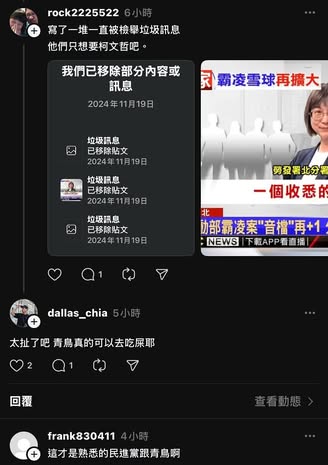 rock2225522 6小時
寫了一堆一直被檢舉垃圾訊息
他們只想要柯文哲吧。
我們已移除部分內容或
訊息
2024年11月19日
垃圾訊息
已移除貼文
2024年11月19日
垃圾訊息
已移除貼文
2024年11月19日
垃圾訊息
已移除貼文
2024年11月19日
霸凌雪球再擴大
勞發署北分署
一個收悉的
北
動部霸凌案"音檔"再+1
NEWS 下載APP看直播
1
dallas_chia 5小時
太扯了吧 青鳥真的可以去吃屎耶
2 1
回覆
查看動態 >
frank830411 4小時
這才是熟悉的民進黨跟青鳥啊